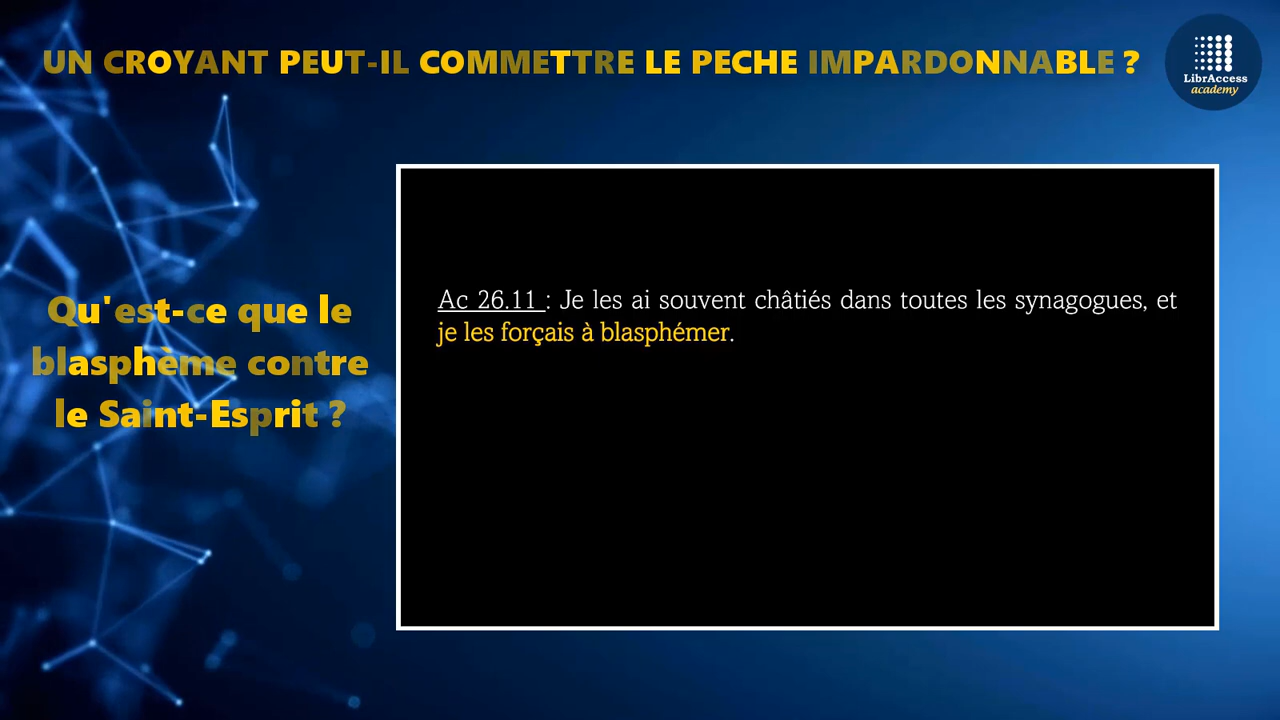 UN CROYANT PEUT-IL COMMETTRE LE PECHE IMPARDONNABLE ?
LibrAccess
academy
Qu'est-ce que le
blasphème contre
le Saint-Esprit ?
Ac 26.11 : Je les ai souvent châtiés dans toutes les synagogues, et
je les forçais à blasphémer.